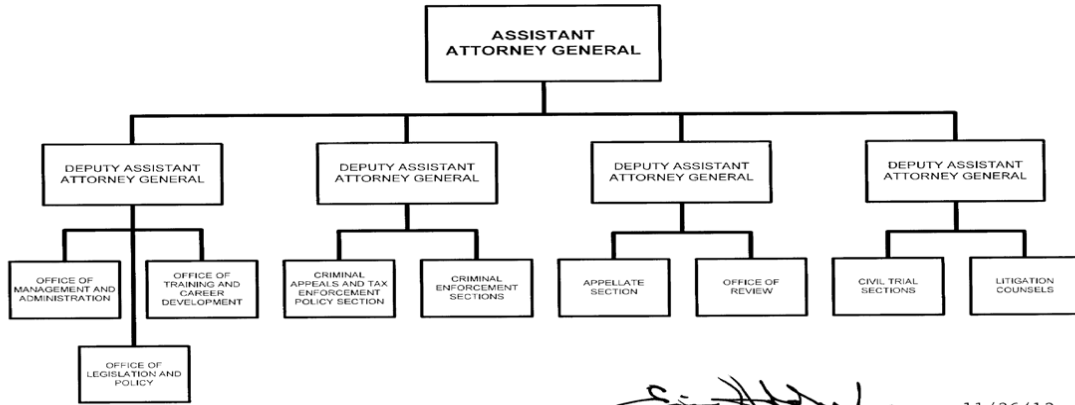 ASSISTANT
ATTORNEY GENERAL
DEPUTY ASSISTANT
ATTORNEY GENERAL
DEPUTY ASSISTANT
ATTORNEY GENERAL
DEPUTY ASSISTANT
ATTORNEY GENERAL
DEPUTY ASSISTANT
ATTORNEY GENERAL
OFFICE OF
MANAGEMENT AND
ADMINISTRATION
OFFICE OF
TRAINING AND
CAREER
DEVELOPMENT
CRIMINAL
APPEALS AND TAX
ENFORCEMENT
POLICY SECTION
CRIMINAL
ENFORCEMENT
SECTIONS
APPELLATE
SECTION
OFFICE OF
REVIEW
CIVIL TRIAL
SECTIONS
LITIGATION
COUNSELS
OFFICE OF
LEGISLATION AND
POLICY